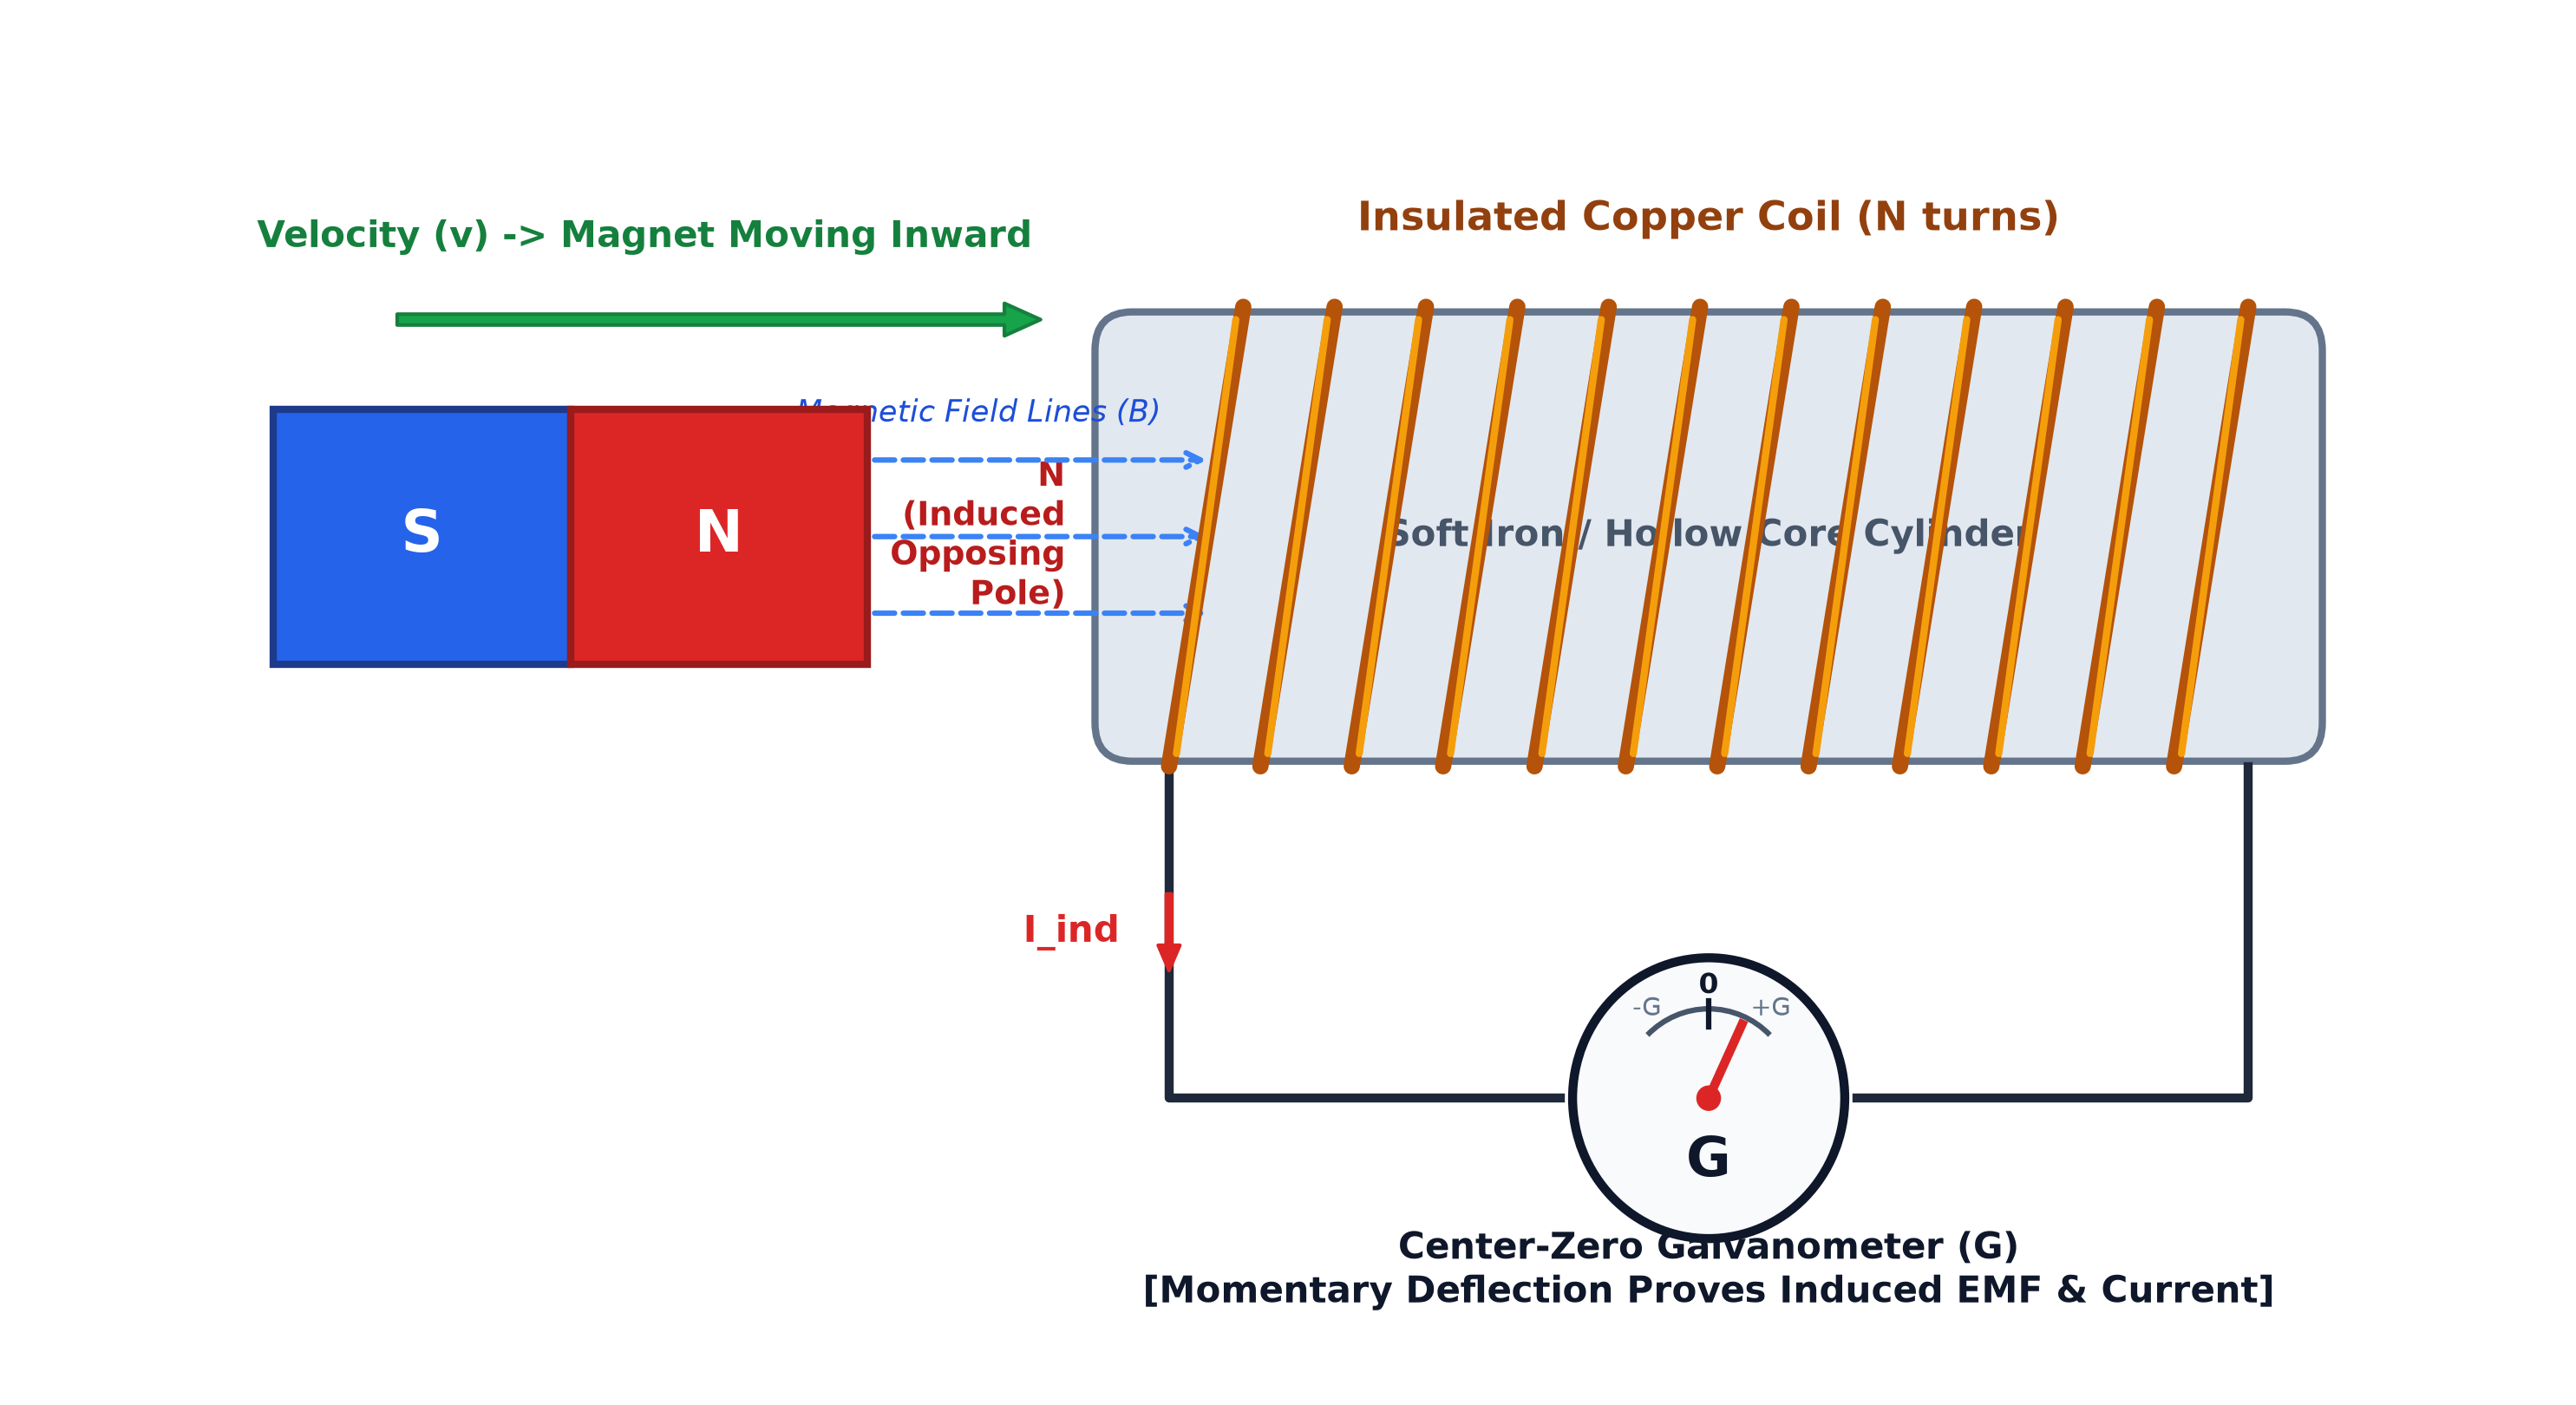 Velocity (v) -> Magnet Moving Inward
Insulated Copper Coil (N turns)
Magnetic Field Lines (B)
S
N
N
(Induced
Opposing
Pole)
Soft Iron / Hollow Core Cylinder
I_ind
-G
0
+G
G
Center-Zero Galvanometer (G)
[Momentary Deflection Proves Induced EMF & Current]